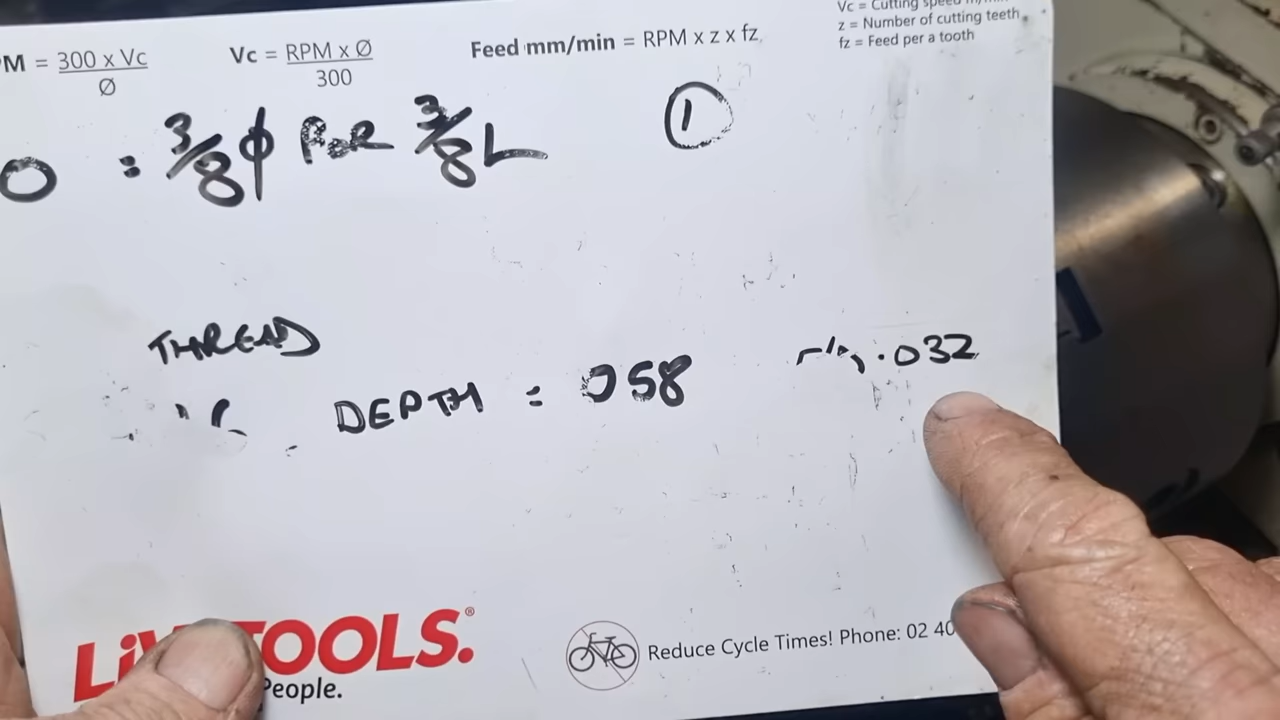 Vc = Cutting speed m/min
z = Number of cutting teeth
fz = Feed per a tooth
M = 300 x Vc / Ø
Vc = RPM x Ø / 300
Feed mm/min = RPM x z x fz
O : 3/8 ϕ FOR 3/8 L
1
THREAD
DEPTH = 058
.032
LiV TOOLS.®
People.
Reduce Cycle Times! Phone: 02 40